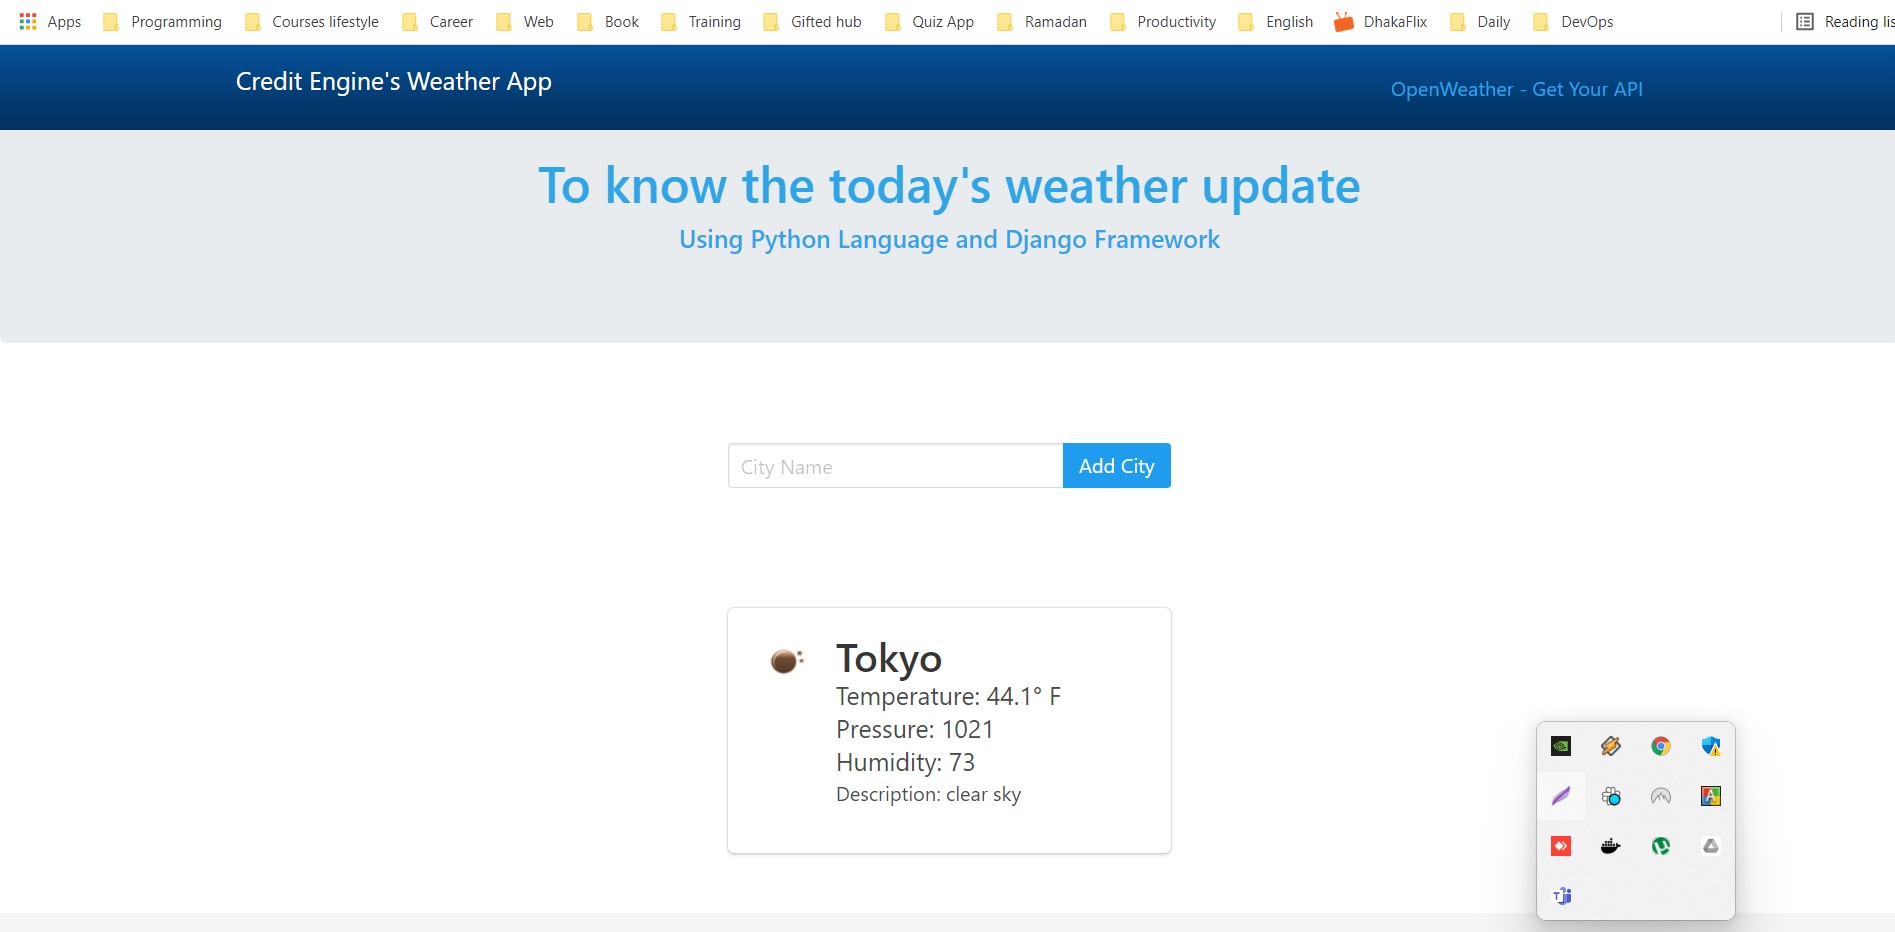 Apps Programming Courses lifestyle Career Web Book Training Gifted hub Quiz App Ramadan Productivity English DhakaFlix Daily DevOps Reading lis
Credit Engine's Weather App
OpenWeather - Get Your API
To know the today's weather update
Using Python Language and Django Framework
City Name
Add City
Tokyo
Temperature: 44.1° F
Pressure: 1021
Humidity: 73
Description: clear sky